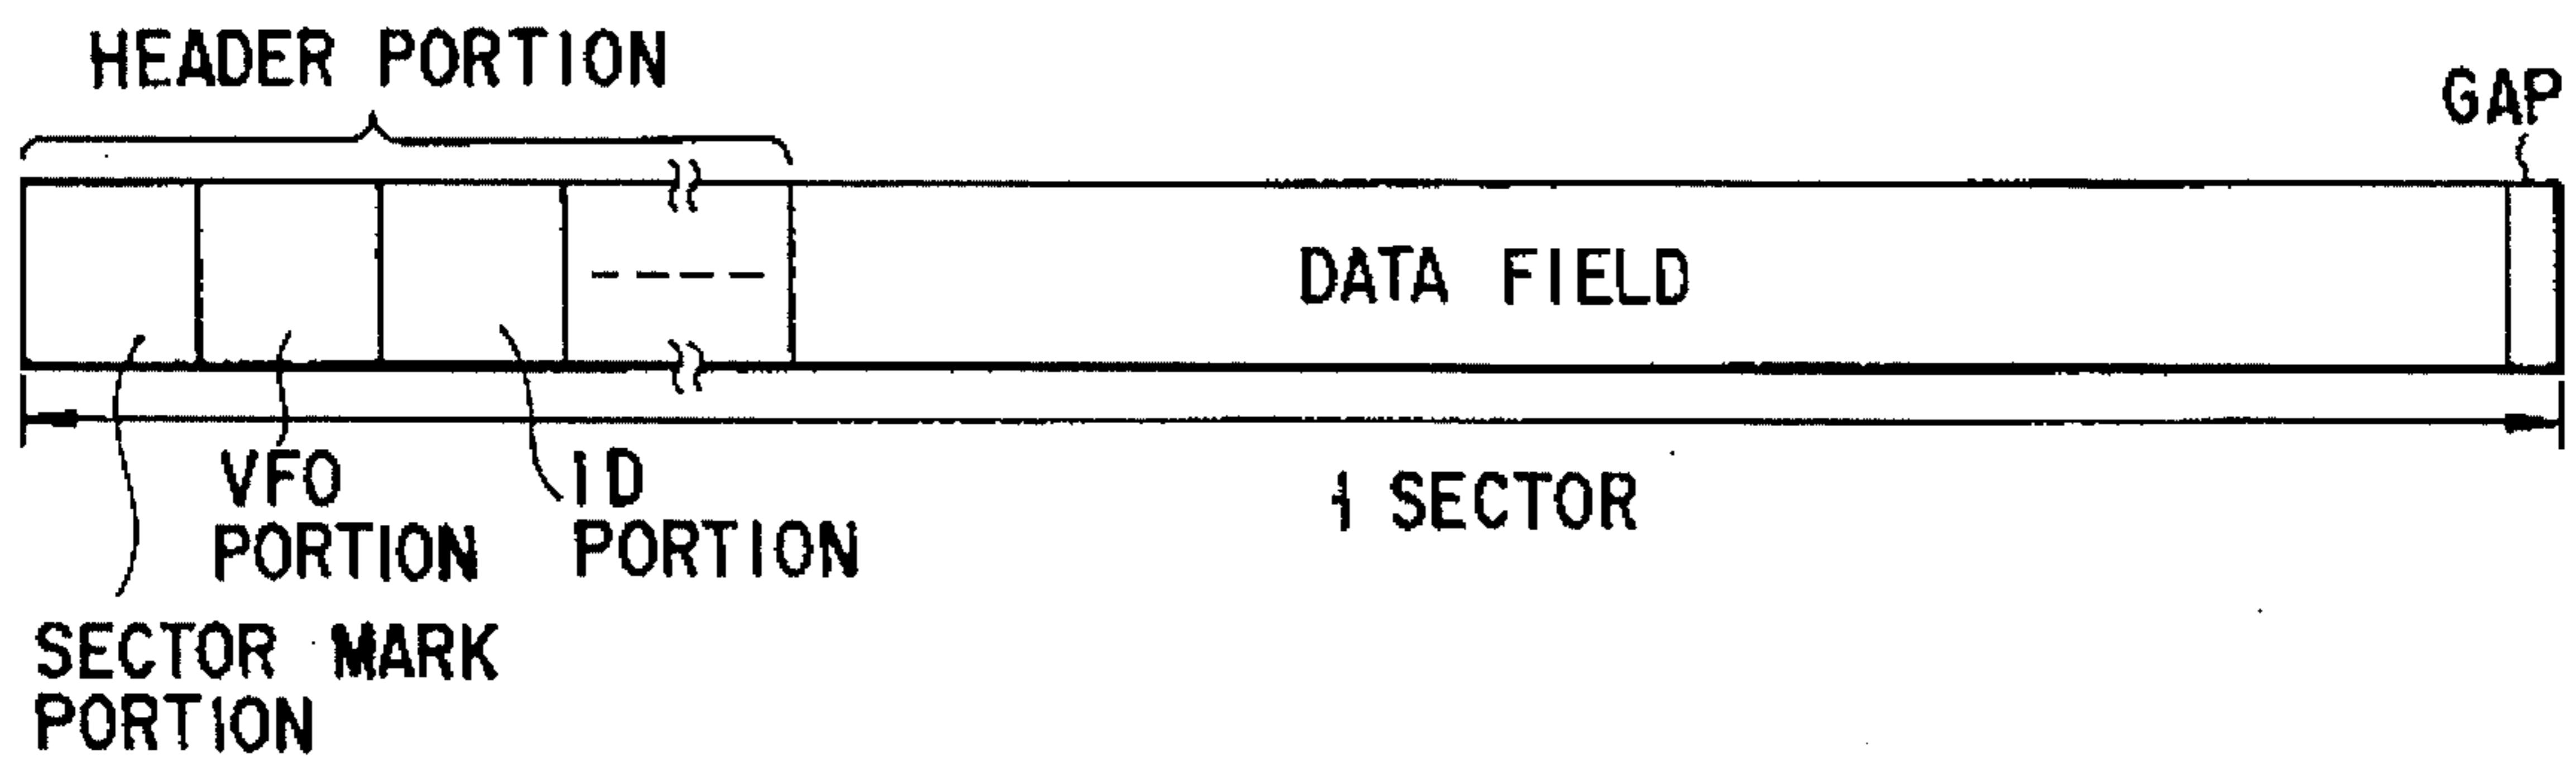 HEADER PORTION
GAP
DATA FIELD
VFO
PORTION
ID
PORTION
1 SECTOR
SECTOR MARK
PORTION